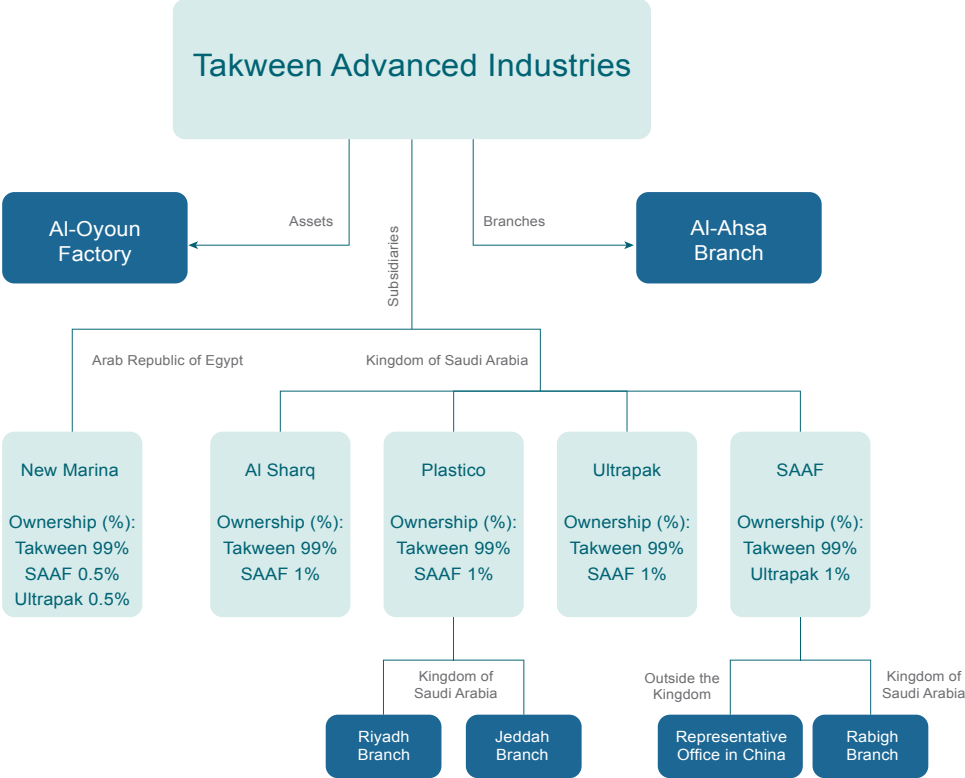 Takween Advanced Industries
Assets
Branches
Al-Oyoun
Factory
Al-Ahsa
Branch
Subsidiaries
Arab Republic of Egypt
Kingdom of Saudi Arabia
New Marina
Ownership (%):
Takween 99%
SAAF 0.5%
Ultrapak 0.5%
Al Sharq
Ownership (%):
Takween 99%
SAAF 1%
Plastico
Ownership (%):
Takween 99%
SAAF 1%
Ultrapak
Ownership (%):
Takween 99%
SAAF 1%
SAAF
Ownership (%):
Takween 99%
Ultrapak 1%
Kingdom of
Saudi Arabia
Outside the
Kingdom
Kingdom of
Saudi Arabia
Riyadh
Branch
Jeddah
Branch
Representative
Office in China
Rabigh
Branch